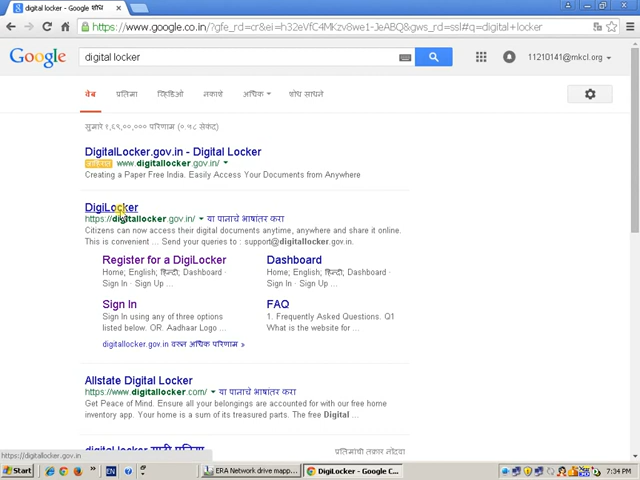 digital locker - Google शोध
https://www.google.co.in/?gfe_rd=cr&ei=h32eVfC4MKzv8we1-JeABQ&gws_rd=ssl#q=digital+locker
Google
digital locker
11210141@mkcl.org
वेब
प्रतिमा
व्हिडिओ
नकाशे
अधिक
शोध साधने
सुमारे १,६९,००,००० परिणाम (०.५८ सेकंद)
DigitalLocker.gov.in - Digital Locker
जाहिरात www.digitallocker.gov.in/
Creating a Paper Free India. Easily Access Your Documents from Anywhere
DigiLocker
https://digitallocker.gov.in/ या पानाचे भाषांतर करा
Citizens can now access their digital documents anytime, anywhere and share it online.
This is convenient ... Send your queries to : support@digitallocker.gov.in.
Register for a DigiLocker
Home; English; हिन्दी; Dashboard ·
Sign In · Sign Up ...
Dashboard
Home; English; हिन्दी; Dashboard ·
Sign In · Sign Up ...
Sign In
Sign In using any of three options
listed below. OR. Aadhaar Logo ...
FAQ
1. Frequently Asked Questions. Q1
What is the website for ...
digitallocker.gov.in वरून अधिक परिणाम »
Allstate Digital Locker
https://www.digitallocker.com/ या पानाचे भाषांतर करा
Get Peace of Mind. Ensure all your belongings are accounted for with our free home
inventory app. Your home is a sum of its treasured parts. The free Digital ...
digital locker साठी प्रतिमा
प्रतिमांची तक्रार नोंदवा
https://digitallocker.gov.in
Start
EN
ERA Network drive mapp...
DigiLocker - Google C...
7:34 PM